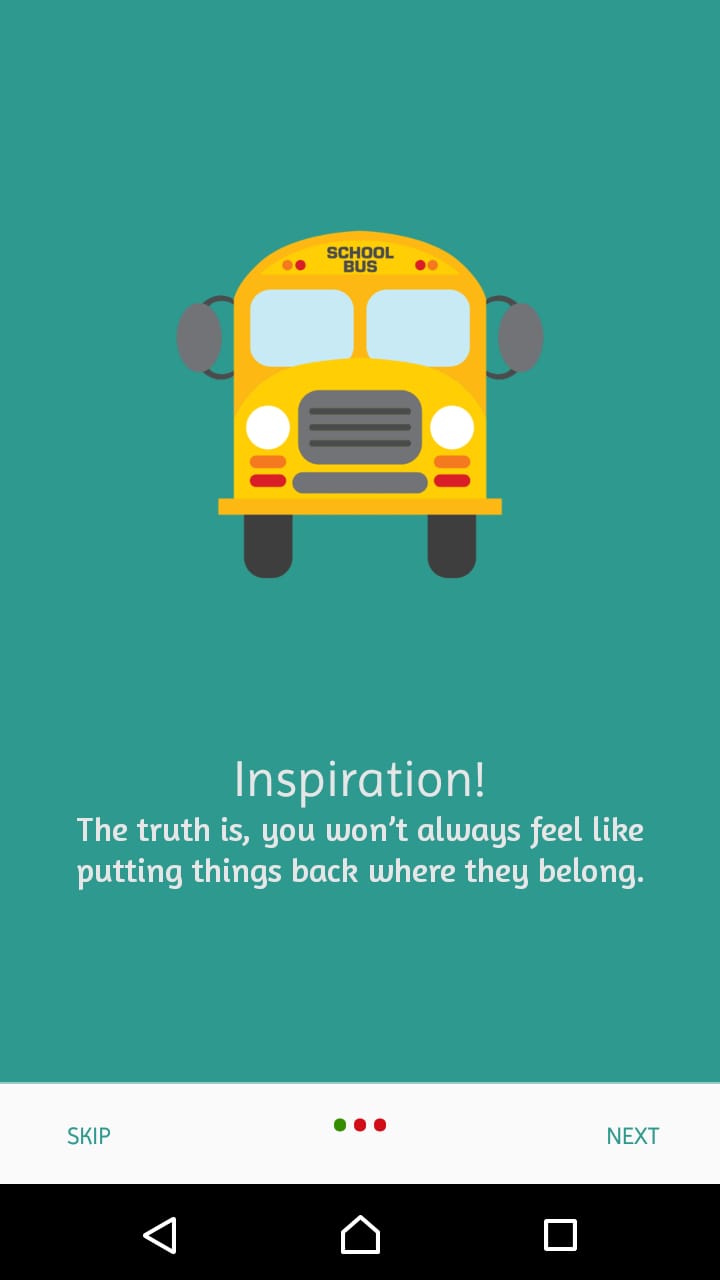 SCHOOL
BUS
Inspiration!
The truth is, you won’t always feel like
putting things back where they belong.
SKIP
NEXT